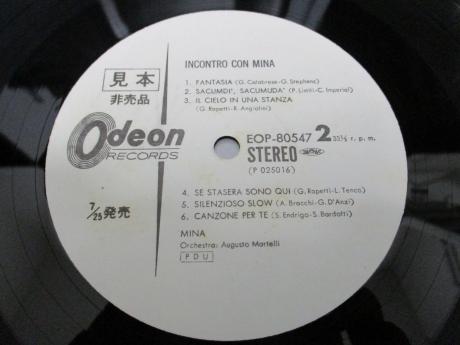 INCONTRO CON MINA
見本
非売品
1. FANTASIA (G. Calabrese-G. Stephens)
2. SACUMDI', SACUMUDA' (P. Limiti-C. Imperial)
3. IL CIELO IN UNA STANZA
(G. Rapetti-R. Angiolini)
Odeon
RECORDS
EOP-80547 2 33⅓ r. p. m.
STEREO
(P 025016)
7/25発売
4. SE STASERA SONO QUI (G. Rapetti-L. Tenco)
5. SILENZIOSO SLOW (A. Bracchi-G. D'Anzi)
6. CANZONE PER TE (S. Endrigo-S. Bardotti)
MINA
Orchestra: Augusto Martelli
PDU